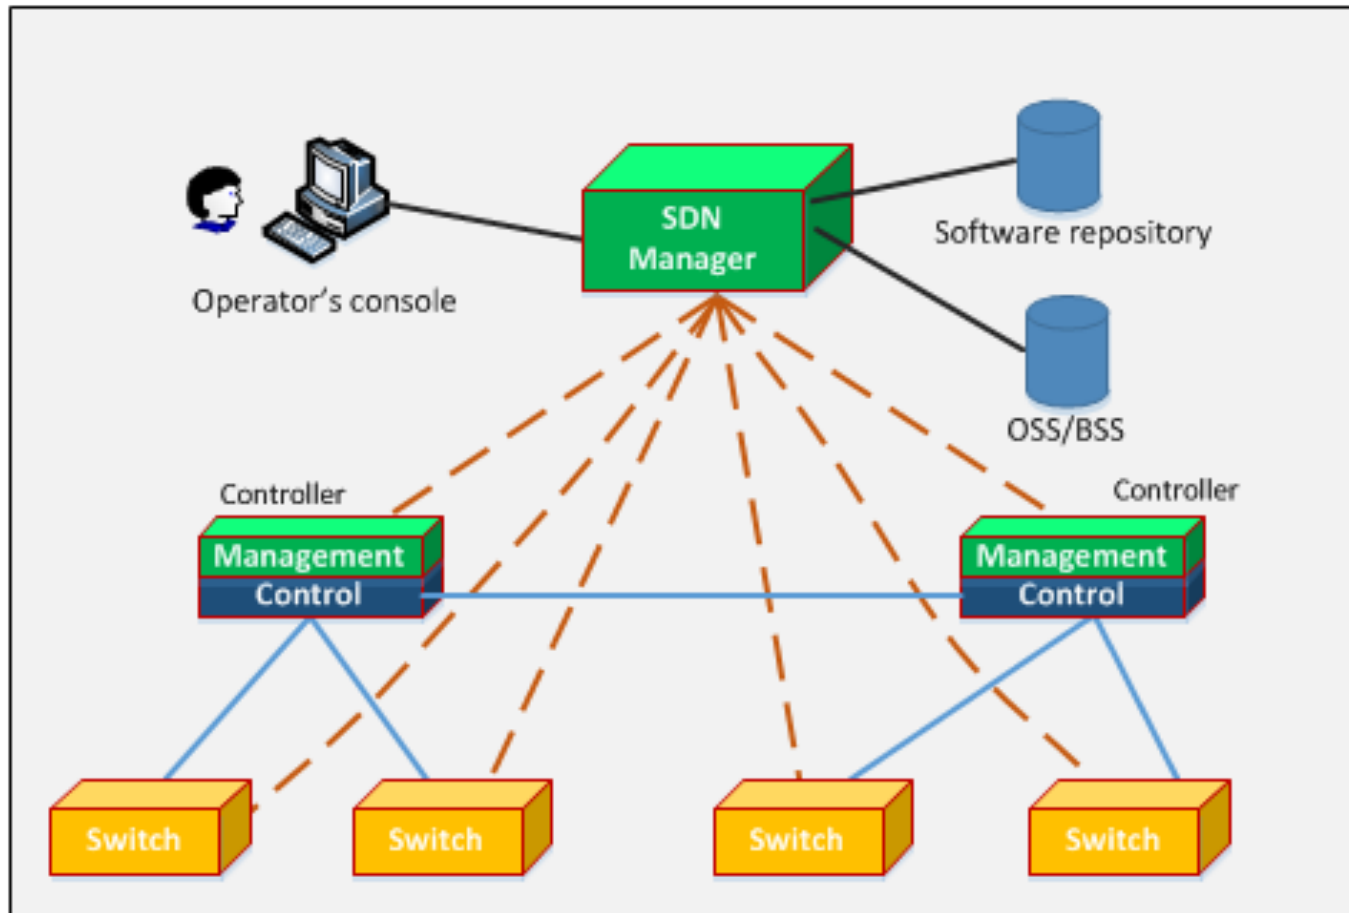 SDN
Manager
Software repository
Operator's console
OSS/BSS
Controller
Controller
Management
Control
Management
Control
Switch
Switch
Switch
Switch